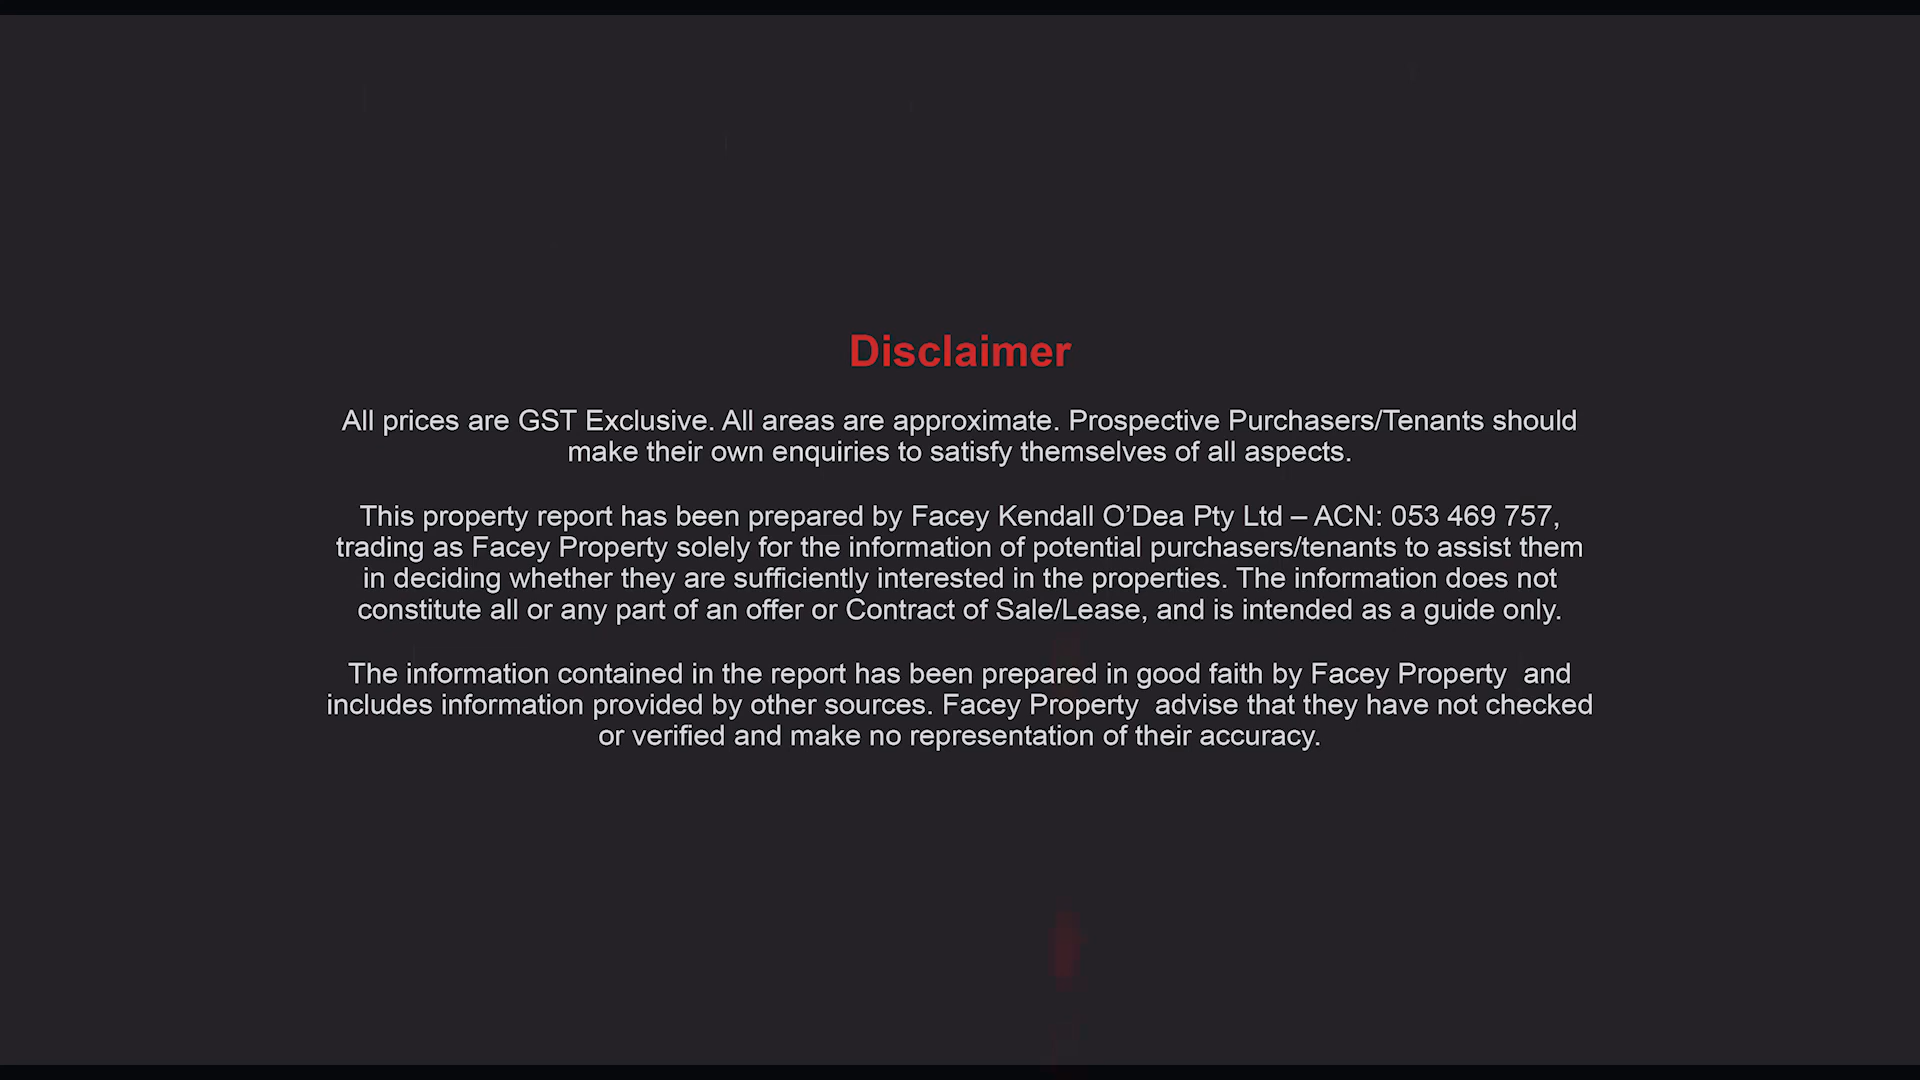 Disclaimer
All prices are GST Exclusive. All areas are approximate. Prospective Purchasers/Tenants should
make their own enquiries to satisfy themselves of all aspects.
This property report has been prepared by Facey Kendall O’Dea Pty Ltd – ACN: 053 469 757,
trading as Facey Property solely for the information of potential purchasers/tenants to assist them
in deciding whether they are sufficiently interested in the properties. The information does not
constitute all or any part of an offer or Contract of Sale/Lease, and is intended as a guide only.
The information contained in the report has been prepared in good faith by Facey Property  and
includes information provided by other sources. Facey Property  advise that they have not checked
or verified and make no representation of their accuracy.